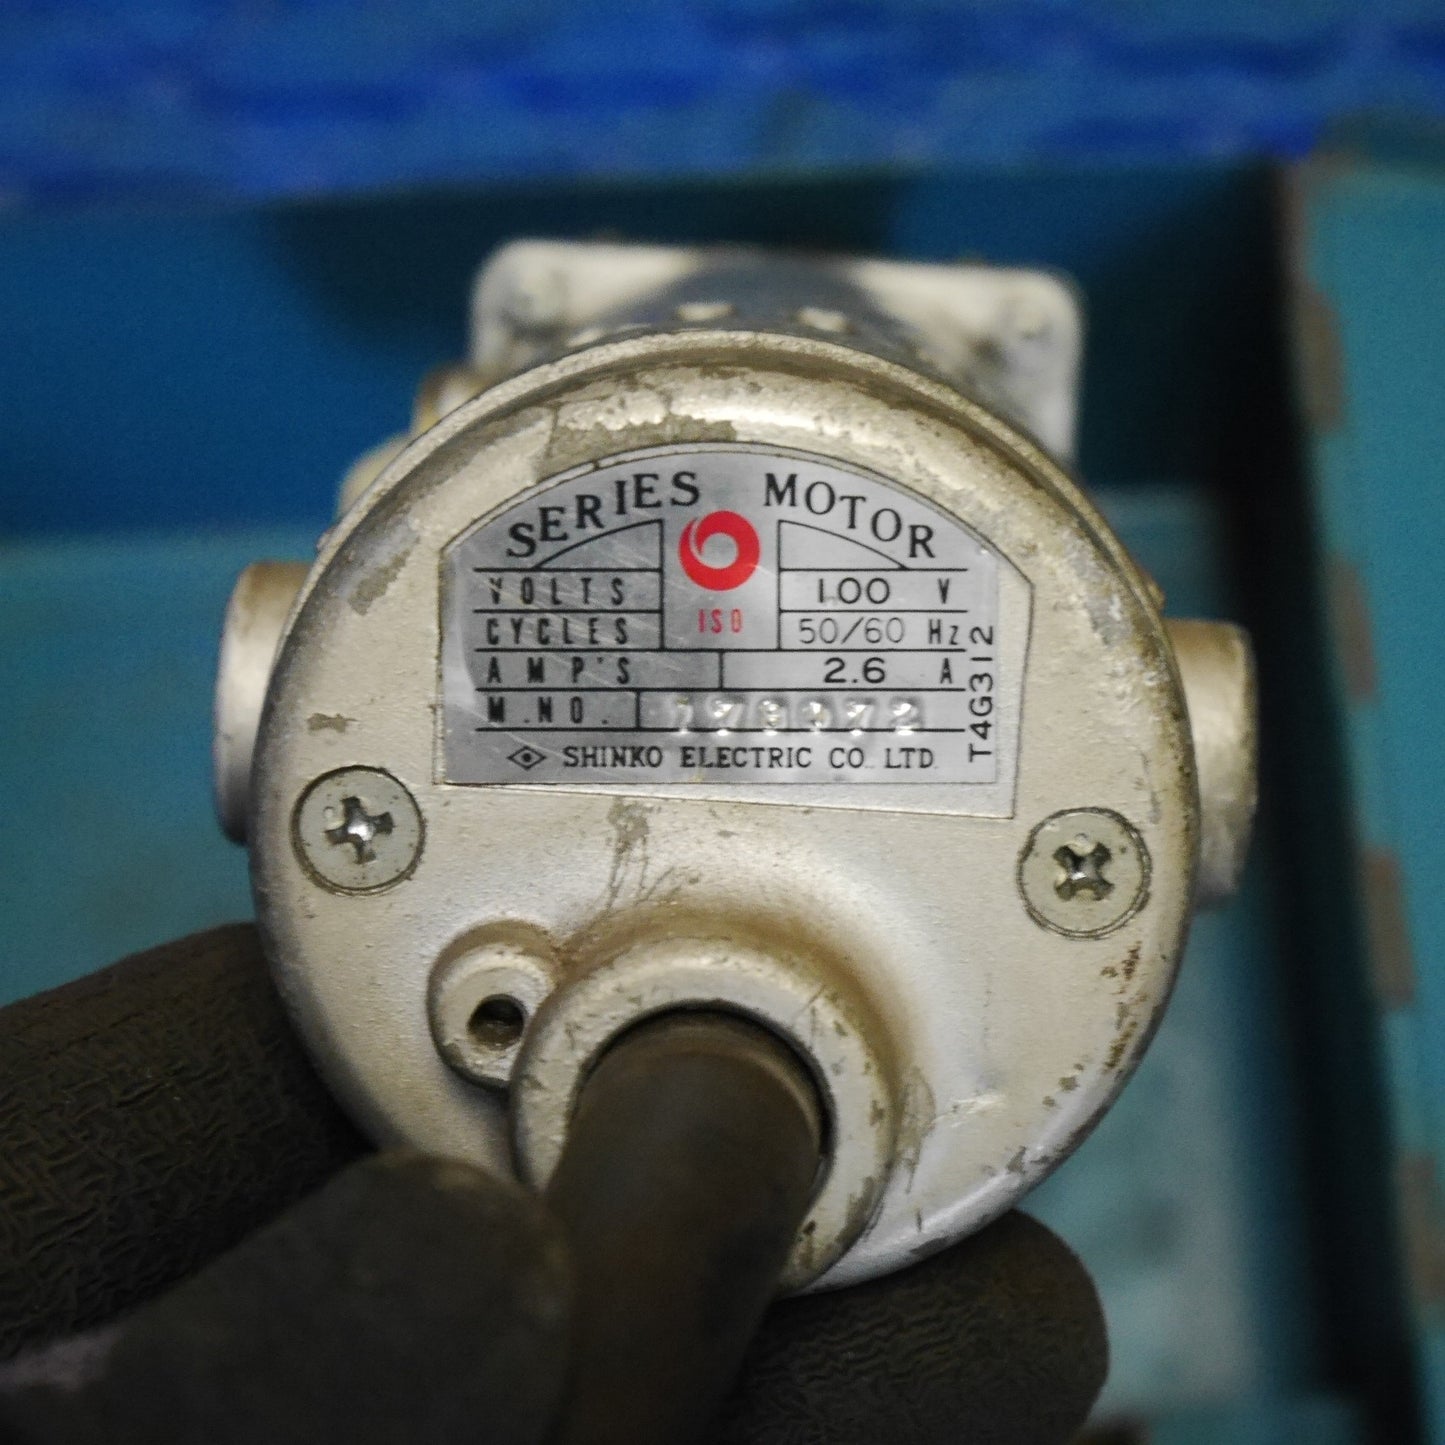 SERIES MOTOR
ISO
VOLTS 100 V
CYCLES 50/60 Hz
AMP'S 2.6 A
M.NO.
SHINKO ELECTRIC CO. LTD.
T4G312